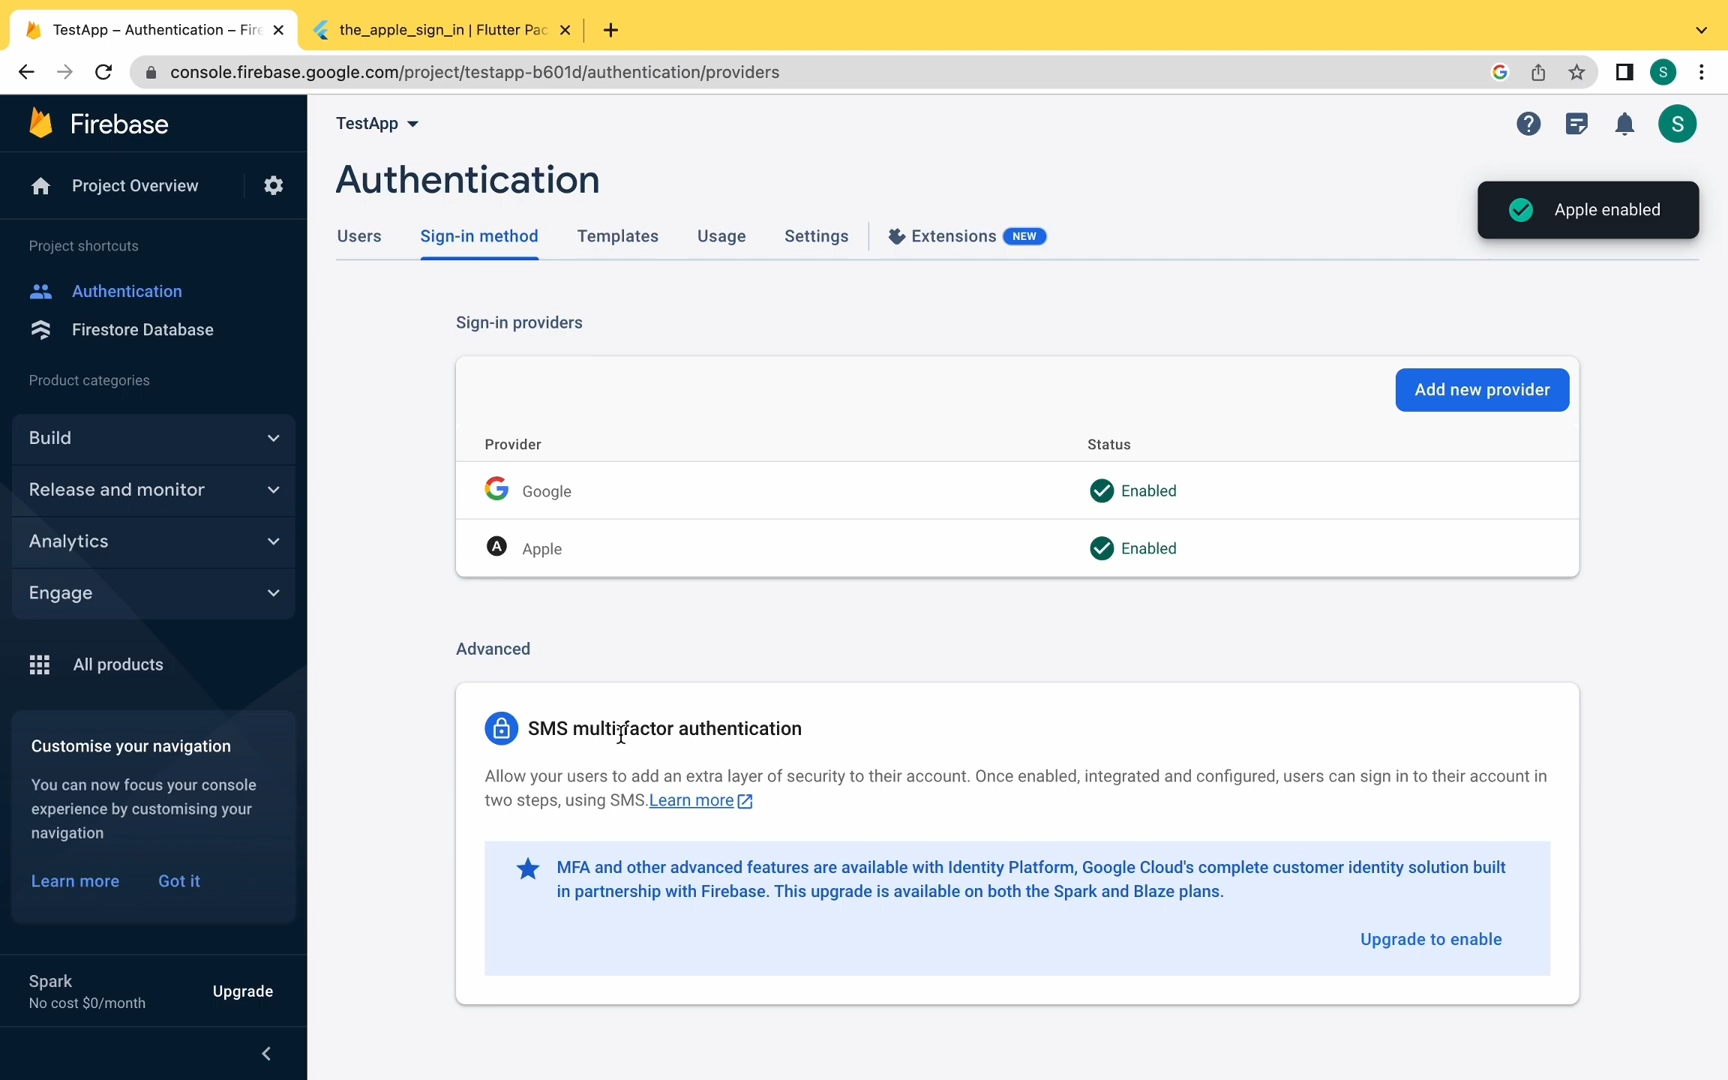 TestApp – Authentication – Fire
the_apple_sign_in | Flutter Pac
console.firebase.google.com/project/testapp-b601d/authentication/providers
S
Firebase
TestApp
S
Project Overview
Authentication
Apple enabled
Users
Sign-in method
Templates
Usage
Settings
Extensions
NEW
Project shortcuts
Authentication
Firestore Database
Product categories
Build
Release and monitor
Analytics
Engage
All products
Customise your navigation
You can now focus your console
experience by customising your
navigation
Learn more
Got it
Spark
No cost $0/month
Upgrade
Sign-in providers
Add new provider
Provider
Status
Google
Enabled
A
Apple
Enabled
Advanced
SMS multi-factor authentication
Allow your users to add an extra layer of security to their account. Once enabled, integrated and configured, users can sign in to their account in
two steps, using SMS.Learn more
MFA and other advanced features are available with Identity Platform, Google Cloud's complete customer identity solution built
in partnership with Firebase. This upgrade is available on both the Spark and Blaze plans.
Upgrade to enable